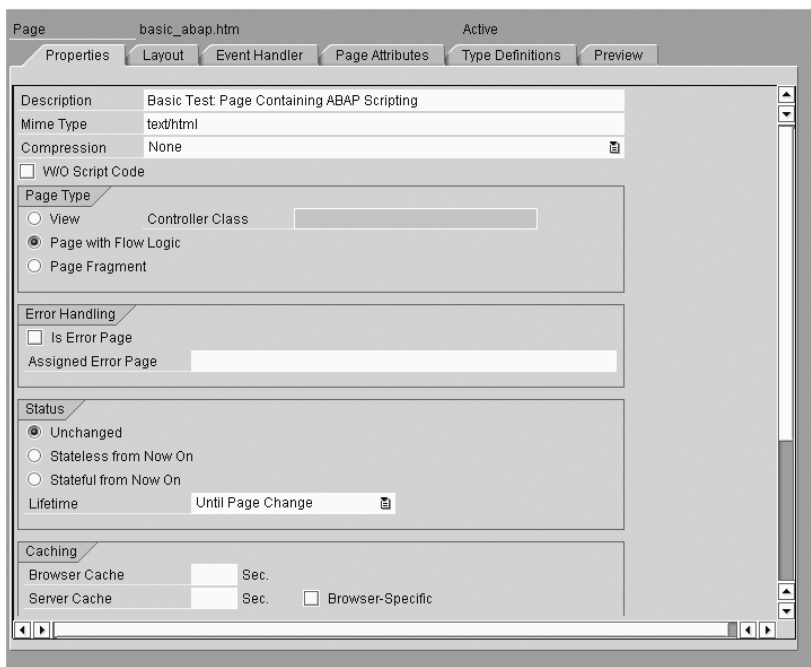 Page basic_abap.htm Active
Properties Layout Event Handler Page Attributes Type Definitions Preview
Description Basic Test: Page Containing ABAP Scripting
Mime Type text/html
Compression None
W/O Script Code
Page Type
View Controller Class
Page with Flow Logic
Page Fragment
Error Handling
Is Error Page
Assigned Error Page
Status
Unchanged
Stateless from Now On
Stateful from Now On
Lifetime Until Page Change
Caching
Browser Cache Sec.
Server Cache Sec. Browser-Specific